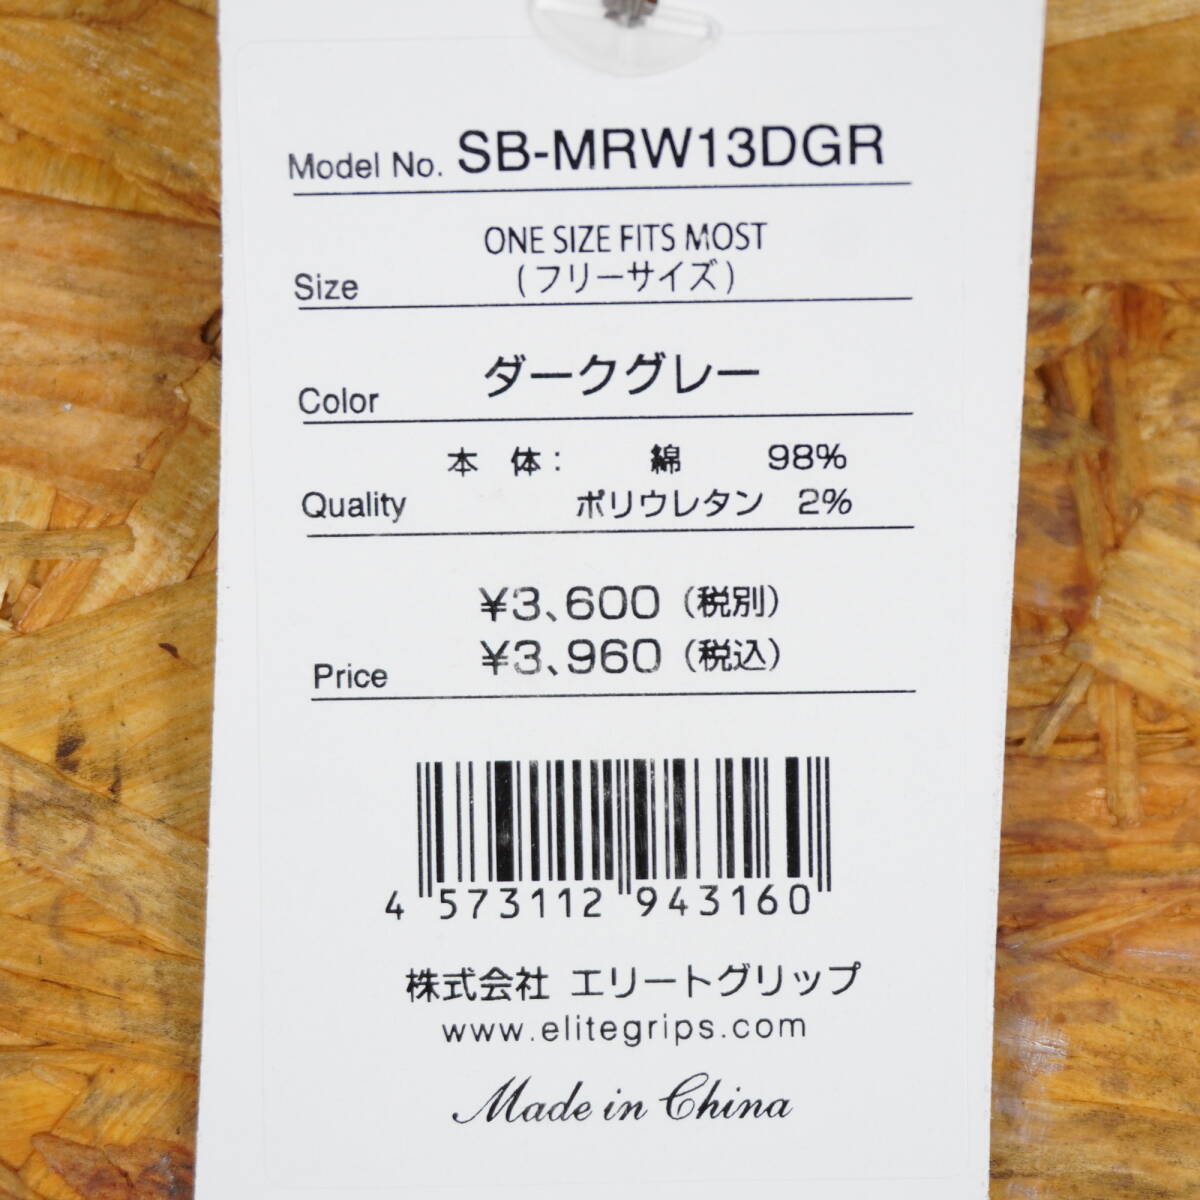 Model No. SB-MRW13DGR
ONE SIZE FITS MOST
Size (フリーサイズ)
Color ダークグレー
本 体: 綿 98%
Quality ポリウレタン 2%
¥3、600 (税別)
¥3、960 (税込)
Price
4 573112 943160
株式会社 エリートグリップ
www.elitegrips.com
Made in China